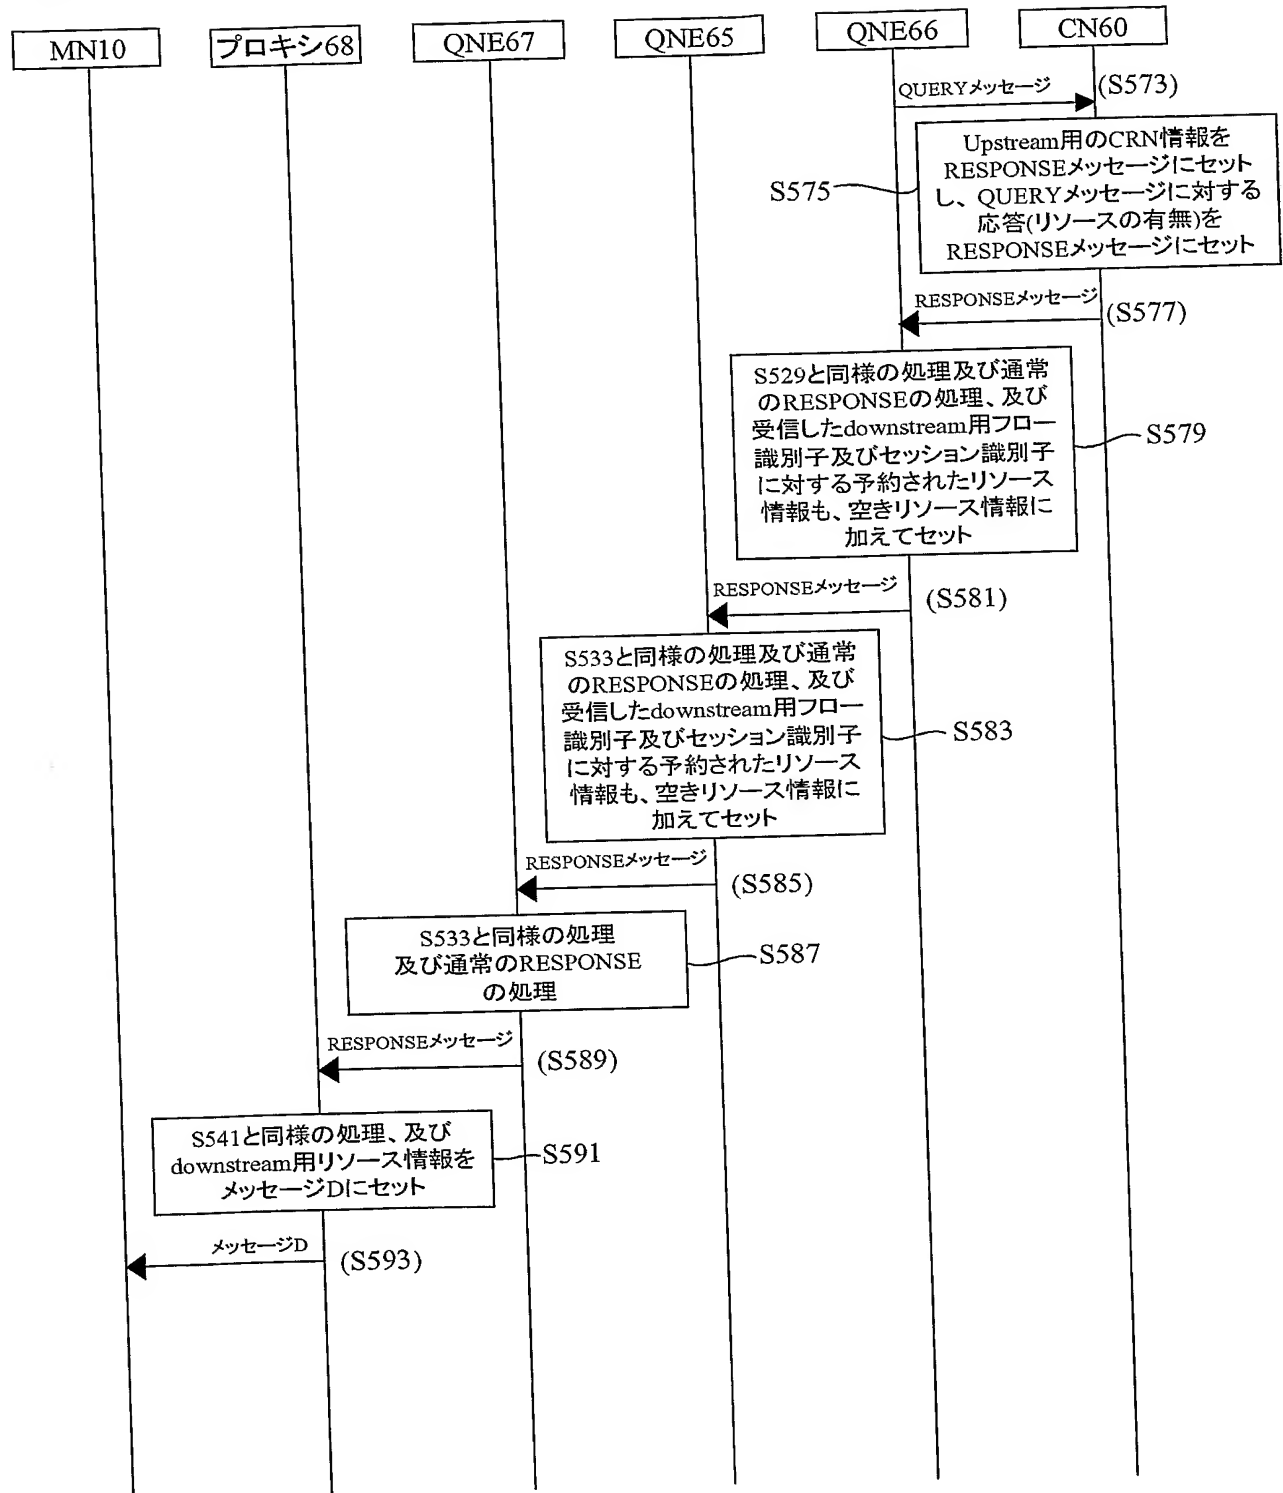 MN10
プロキシ68
QNE67
QNE65
QNE66
CN60
QUERYメッセージ
(S573)
Upstream用のCRN情報を
RESPONSEメッセージにセット
し、QUERYメッセージに対する
応答(リソースの有無)を
RESPONSEメッセージにセット
S575
RESPONSEメッセージ
(S577)
S529と同様の処理及び通常
のRESPONSEの処理、及び
受信したdownstream用フロー
識別子及びセッション識別子
に対する予約されたリソース
情報も、空きリソース情報に
加えてセット
S579
RESPONSEメッセージ
(S581)
S533と同様の処理及び通常
のRESPONSEの処理、及び
受信したdownstream用フロー
識別子及びセッション識別子
に対する予約されたリソース
情報も、空きリソース情報に
加えてセット
S583
RESPONSEメッセージ
(S585)
S533と同様の処理
及び通常のRESPONSE
の処理
S587
RESPONSEメッセージ
(S589)
S541と同様の処理、及び
downstream用リソース情報を
メッセージDにセット
S591
メッセージD
(S593)